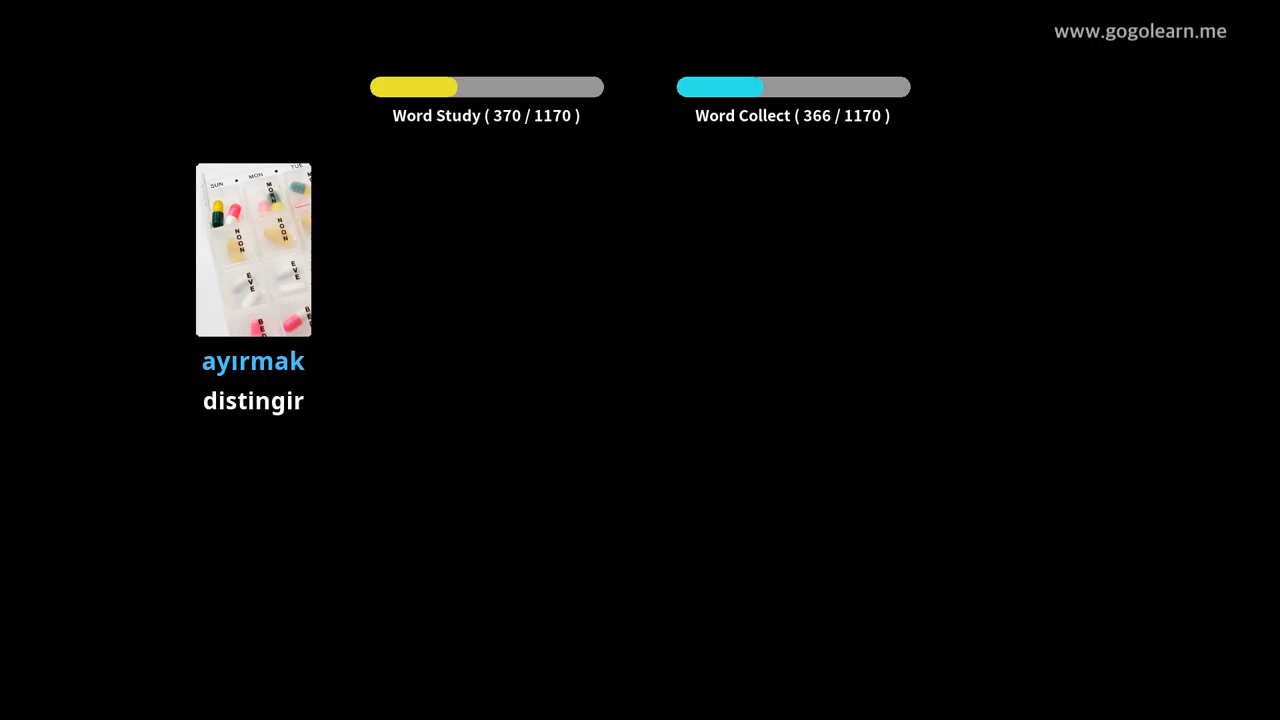 www.gogolearn.me
Word Study ( 370 / 1170 )
Word Collect ( 366 / 1170 )
SUN • MON • TUE
MORN
NOON
NOON
EVE
EVE
ayırmak
distingir